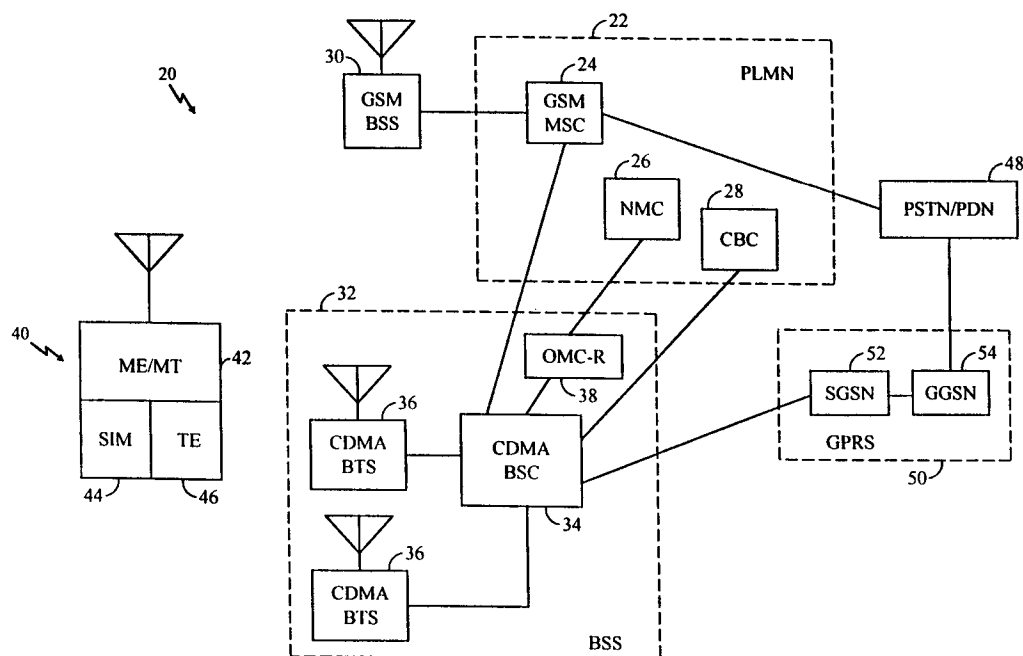 22
30
24
PLMN
20
GSM
BSS
GSM
MSC
26
48
28
NMC
PSTN/PDN
CBC
32
40
ME/MT
42
OMC-R
52
54
38
36
SGSN
GGSN
SIM
TE
CDMA
BTS
CDMA
BSC
GPRS
44
46
50
34
36
CDMA
BTS
BSS